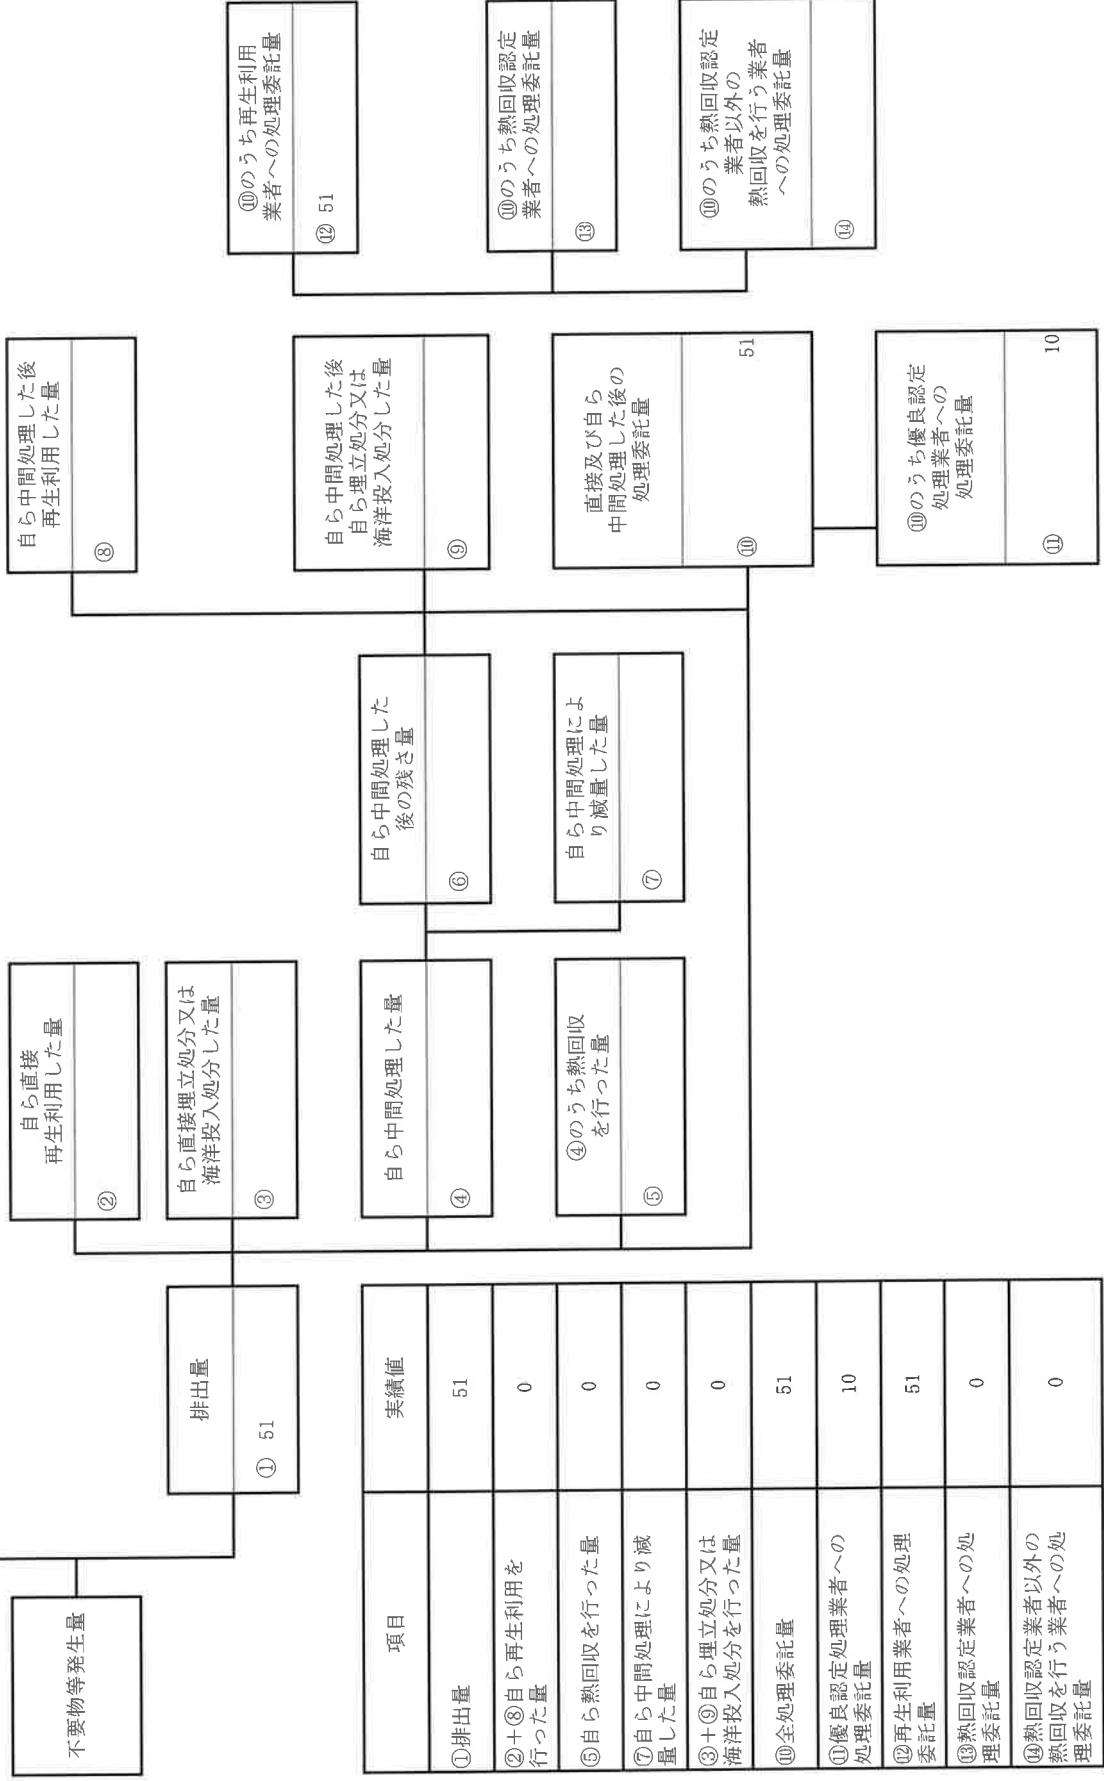 不要物等発生量
排出量
① 51
自ら直接
再生利用した量
②
自ら直接埋立処分又は
海洋投入処分した量
③
自ら中間処理した量
④
④のうち熱回収
を行った量
⑤
自ら中間処理した
後の残さ量
⑥
自ら中間処理によ
り減量した量
⑦
自ら中間処理した後
再生利用した量
⑧
自ら中間処理した後
自ら埋立処分又は
海洋投入処分した量
⑨
直接及び自ら
中間処理した後の
処理委託量
⑩ 51
⑩のうち優良認定
処理業者への
処理委託量
⑪ 10
⑩のうち再生利用
業者への処理委託量
⑫ 51
⑩のうち熱回収認定
業者への処理委託量
⑬
⑩のうち熱回収認定
業者以外の
熱回収を行う業者
への処理委託量
⑭
項目 実績値
①排出量 51
②+⑧自ら再生利用を
行った量 0
⑤自ら熱回収を行った量 0
⑦自ら中間処理により減
量した量 0
③+⑨自ら埋立処分又は
海洋投入処分を行った量 0
⑩全処理委託量 51
⑪優良認定処理業者への
処理委託量 10
⑫再生利用業者への処理
委託量 51
⑬熱回収認定業者への処
理委託量 0
⑭熱回収認定業者以外の
熱回収を行う業者への処
理委託量 0